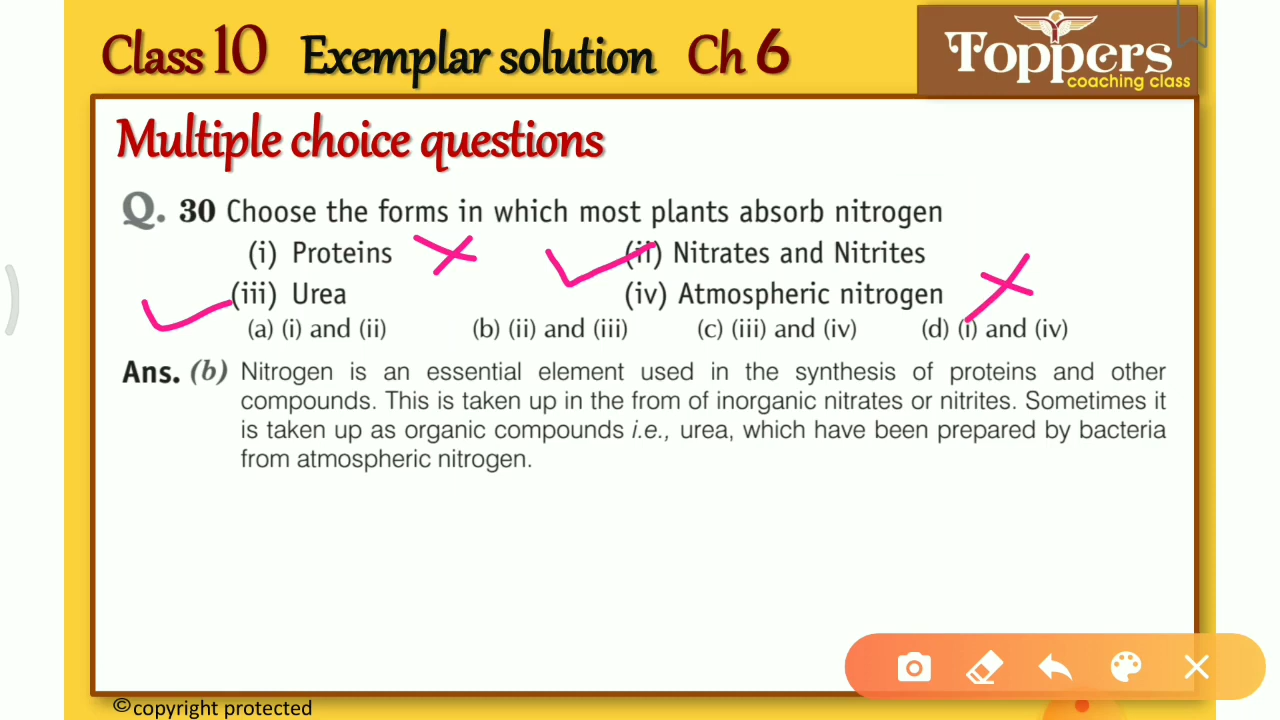 Class 10 Exemplar solution Ch 6
Toppers
coaching class
Multiple choice questions
Q. 30 Choose the forms in which most plants absorb nitrogen
(i) Proteins (ii) Nitrates and Nitrites
(iii) Urea (iv) Atmospheric nitrogen
(a) (i) and (ii) (b) (ii) and (iii) (c) (iii) and (iv) (d) (i) and (iv)
Ans. (b) Nitrogen is an essential element used in the synthesis of proteins and other
compounds. This is taken up in the from of inorganic nitrates or nitrites. Sometimes it
is taken up as organic compounds i.e., urea, which have been prepared by bacteria
from atmospheric nitrogen.
©copyright protected